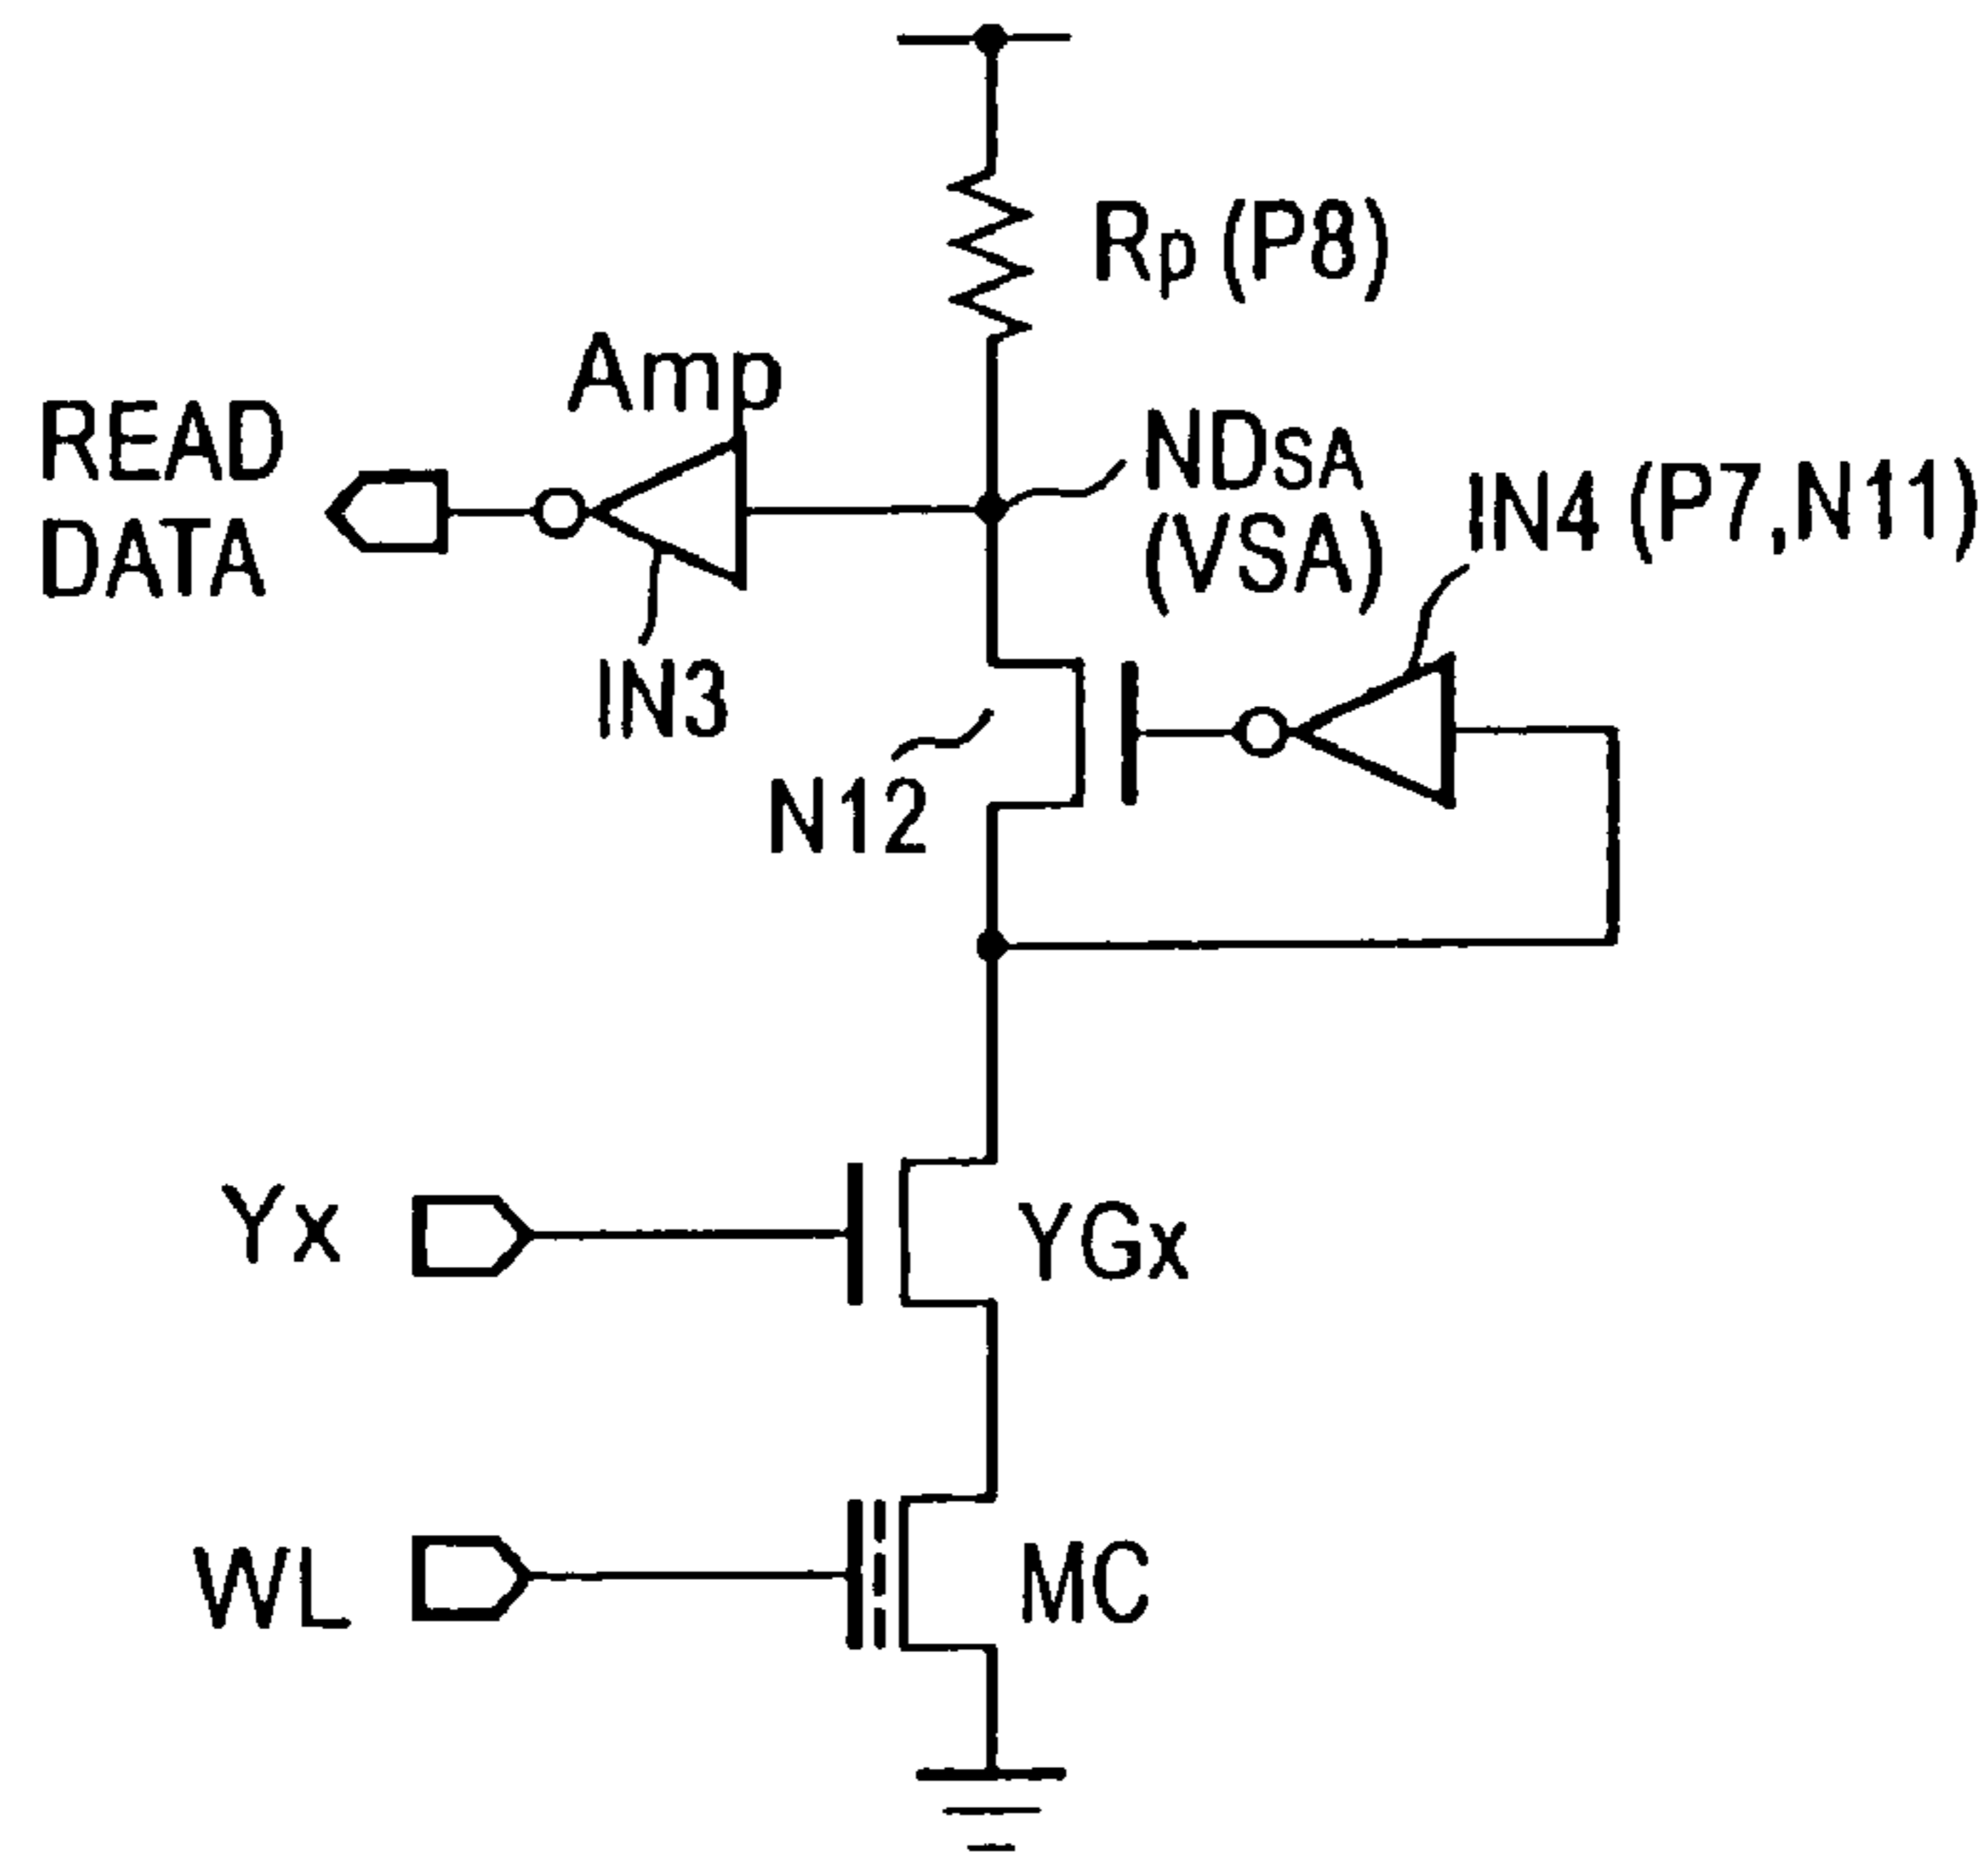 Rp (P8)
Amp
READ
DATA
NDSA
(VSA)
IN4 (P7,N11)
IN3
N12
Yx
YGx
WL
MC